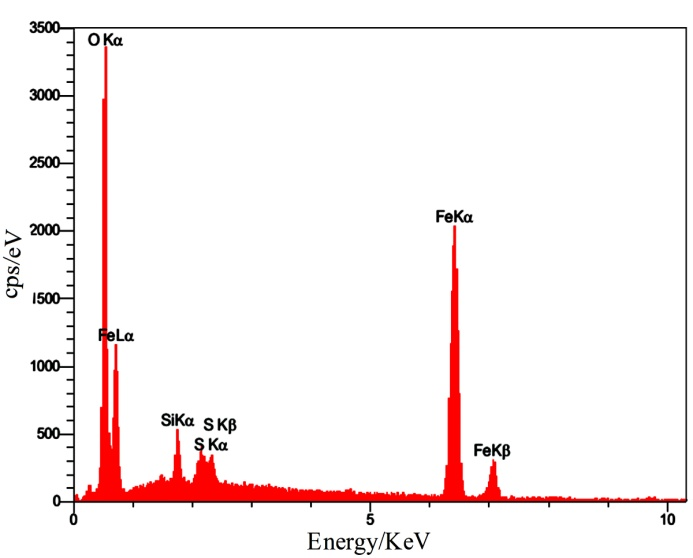 3500
O Kα
3000
2500
FeKα
2000
cps/eV
1500
FeLα
1000
SiKα
S Kβ
500
S Kα
FeKβ
0
0 5 10
Energy/KeV